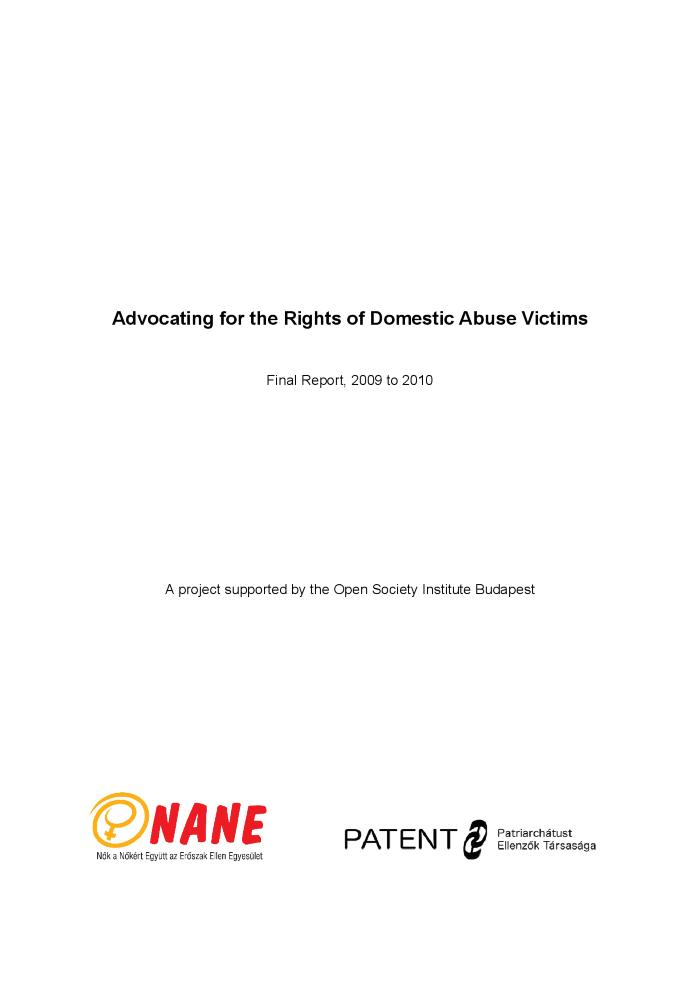 Advocating for the Rights of Domestic Abuse Victims
Final Report, 2009 to 2010
A project supported by the Open Society Institute Budapest
NANE
Nők a Nőkért Együtt az Erőszak Ellen Egyesület
PATENT
Patriarchátust
Ellenzők Társasága